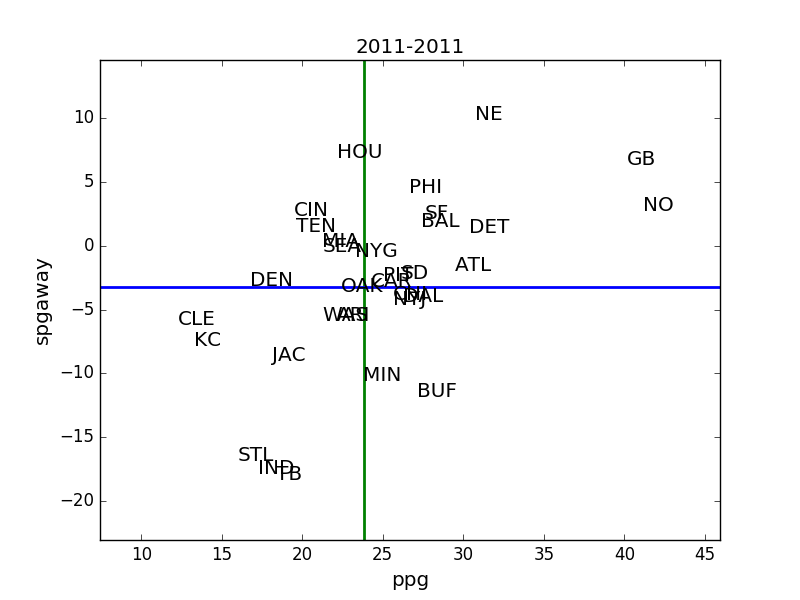 2011-2011
NE
HOU
GB
PHI
NO
CIN
SF
BAL
TEN
DET
MIA
SEA
NYG
ATL
PIT
SD
DEN
CAR
OAK
DAL
NYJ
CLE
WAS
ARI
KC
JAC
MIN
BUF
STL
IND
TB
10
5
0
−5
−10
−15
−20
spgaway
10 15 20 25 30 35 40 45
ppg